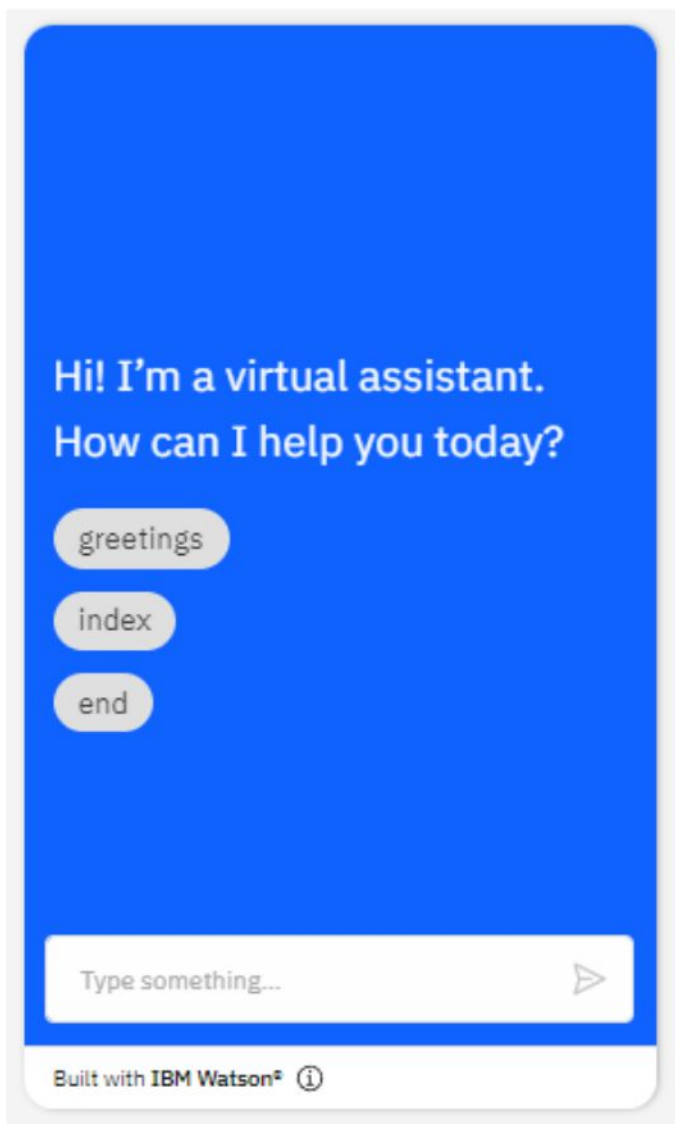 Hi! I’m a virtual assistant.
How can I help you today?
greetings
index
end
Type something...
Built with IBM Watson®